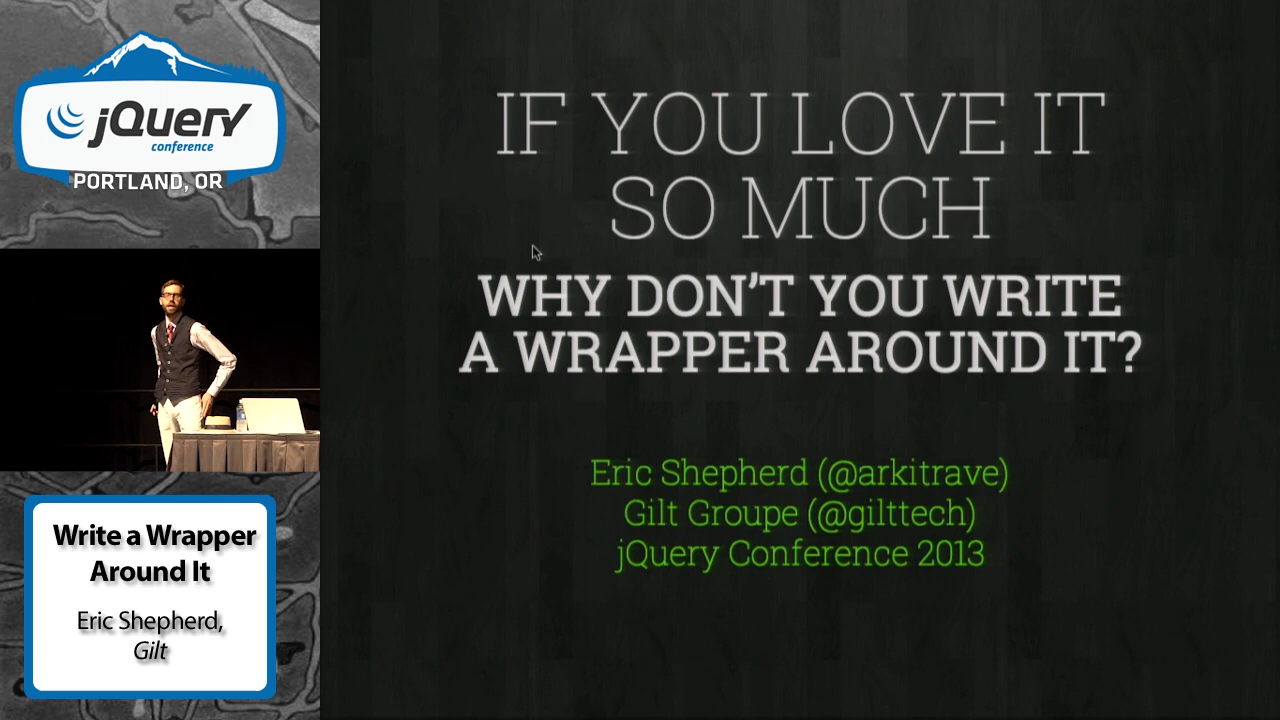 jQuery
conference
PORTLAND, OR
Write a Wrapper
Around It
Eric Shepherd,
Gilt
IF YOU LOVE IT
SO MUCH
WHY DON'T YOU WRITE
A WRAPPER AROUND IT?
Eric Shepherd (@arkitrave)
Gilt Groupe (@gilttech)
jQuery Conference 2013